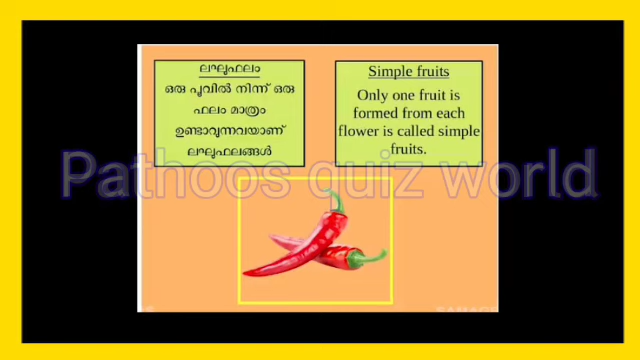 ലഘുഫലം
ഒരു പൂവിൽ നിന്ന് ഒരു
ഫലം മാത്രം
ഉണ്ടാവുന്നവയാണ്
ലഘുഫലങ്ങൾ
Simple fruits
Only one fruit is
formed from each
flower is called simple
fruits.
Pathoos quiz world